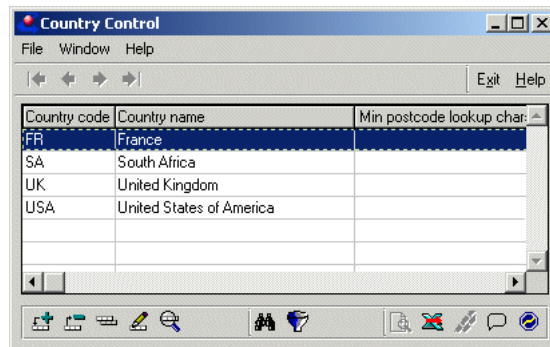 Country Control
File Window Help
Exit Help
Country code Country name Min postcode lookup char
FR France
SA South Africa
UK United Kingdom
USA United States of America